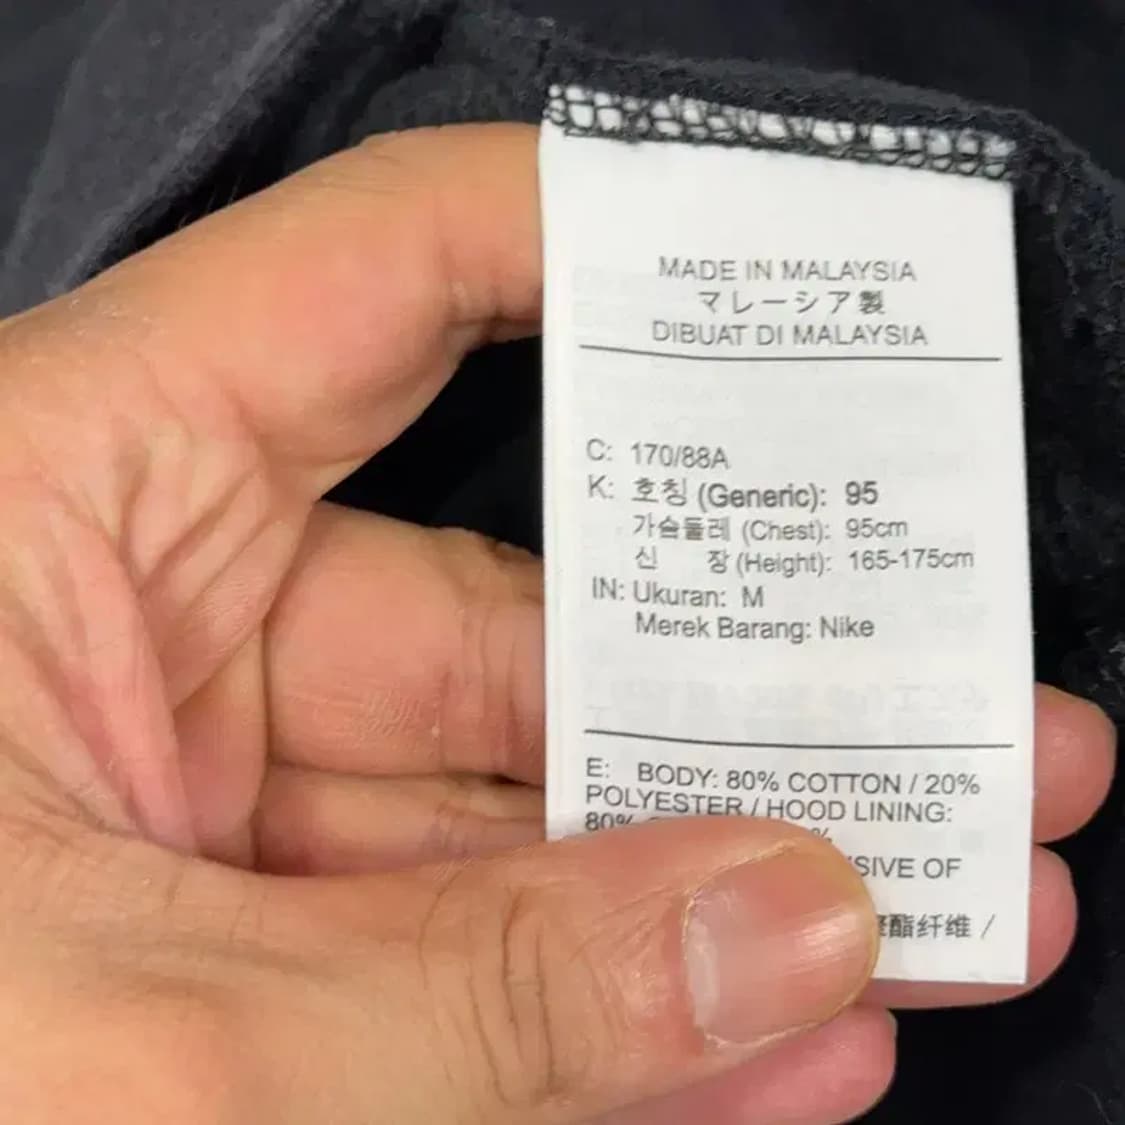 MADE IN MALAYSIA
マレーシア製
DIBUAT DI MALAYSIA
C: 170/88A
K: 호칭 (Generic): 95
가슴둘레 (Chest): 95cm
신 장 (Height): 165-175cm
IN: Ukuran: M
Merek Barang: Nike
E: BODY: 80% COTTON / 20%
POLYESTER / HOOD LINING:
80% %
OF
酯纤维 /